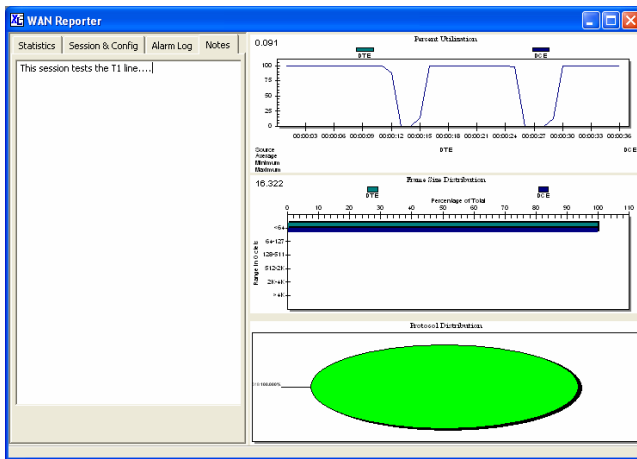 WAN Reporter
Statistics Session & Config Alarm Log Notes
This session tests the T1 line....
0.091
Percent Utilization
DTE DCE
100
75
50
25
0
00:00:03 00:00:06 00:00:09 00:00:12 00:00:15 00:00:18 00:00:21 00:00:24 00:00:27 00:00:30 00:00:33 00:00:36
Source DTE DCE
Average
Minimum
Maximum
16.322
Frame Size Distribution
DTE DCE
Percentage of Total
0 10 20 30 40 50 60 70 80 90 100
Range in Octets
<64
64-127
128-511
512-2K
2K-4K
>4K
Protocol Distribution